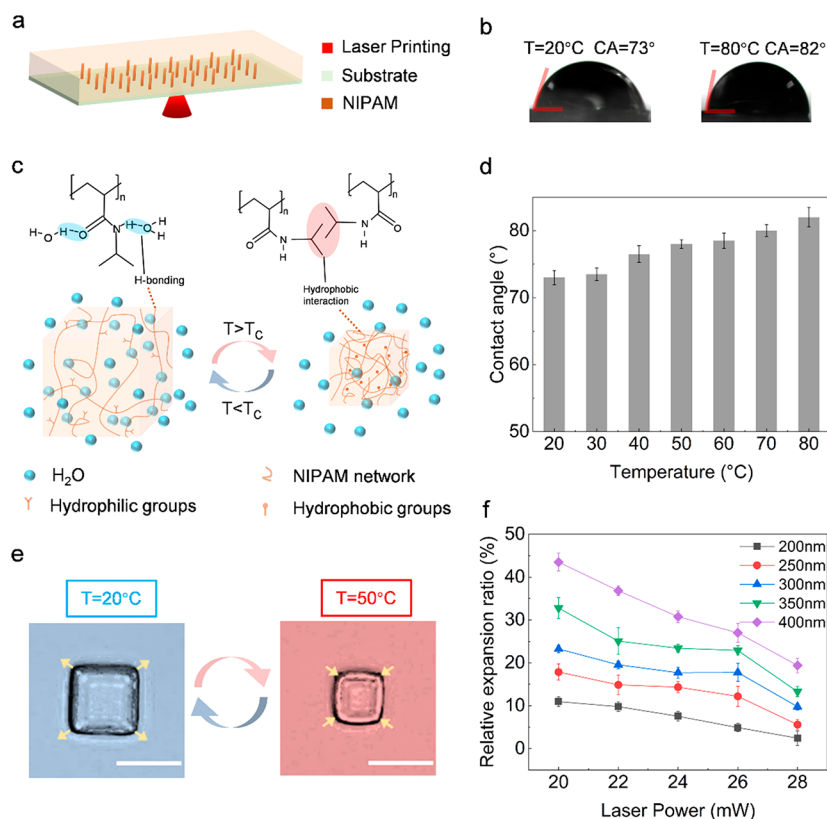 a
Laser Printing
Substrate
NIPAM
b
T=20°C CA=73°
T=80°C CA=82°
c
n
n
n
H
O
H
O
N
H
O
H
H
O
N
H
N
H
O
H-bonding
Hydrophobic
interaction
T>TC
T<TC
H2O
NIPAM network
Hydrophilic groups
Hydrophobic groups
d
Contact angle (°)
80
70
60
50
20 30 40 50 60 70 80
Temperature (°C)
e
T=20°C
T=50°C
f
Relative expansion ratio (%)
50
40
30
20
10
0
200nm
250nm
300nm
350nm
400nm
20 22 24 26 28
Laser Power (mW)